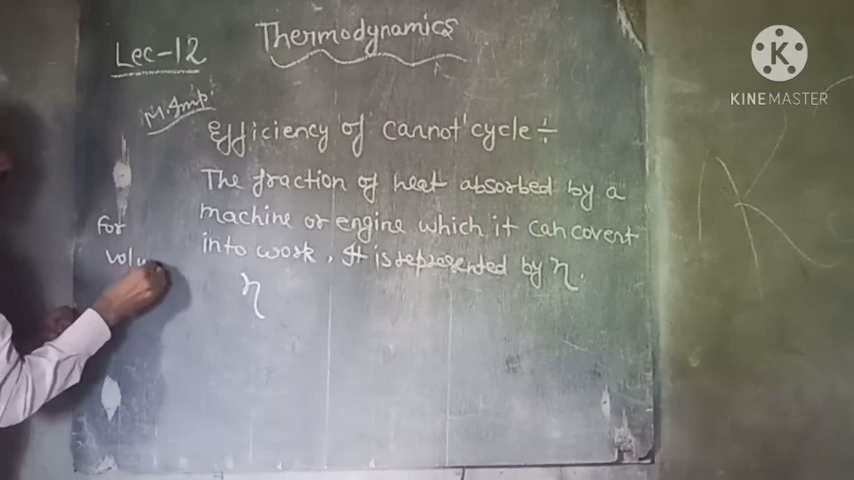 Lec-12
Thermodynamics
M. Imp.
Efficiency of Carnot' cycle ÷
The fraction of heat absorbed by a
machine or engine which it can covert
into work. It is represented by η.
η
For
volu
KINEMASTER